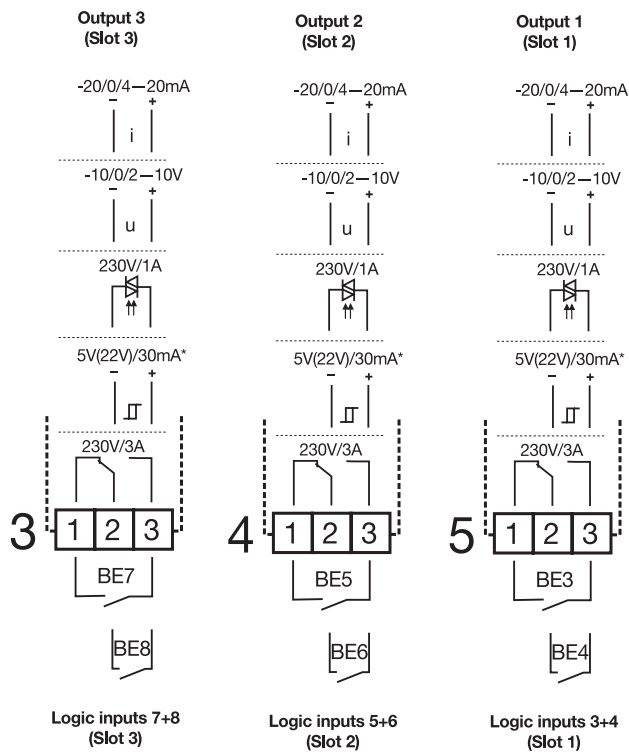 Output 3 Output 2 Output 1
(Slot 3) (Slot 2) (Slot 1)
-20/0/4—20mA -20/0/4—20mA -20/0/4—20mA
− + − + − +
i i i
-10/0/2—10V -10/0/2—10V -10/0/2—10V
− + − + − +
u u u
230V/1A 230V/1A 230V/1A
5V(22V)/30mA* 5V(22V)/30mA* 5V(22V)/30mA*
− + − + − +
230V/3A 230V/3A 230V/3A
3 1 2 3 4 1 2 3 5 1 2 3
BE7 BE5 BE3
BE8 BE6 BE4
Logic inputs 7+8 Logic inputs 5+6 Logic inputs 3+4
(Slot 3) (Slot 2) (Slot 1)